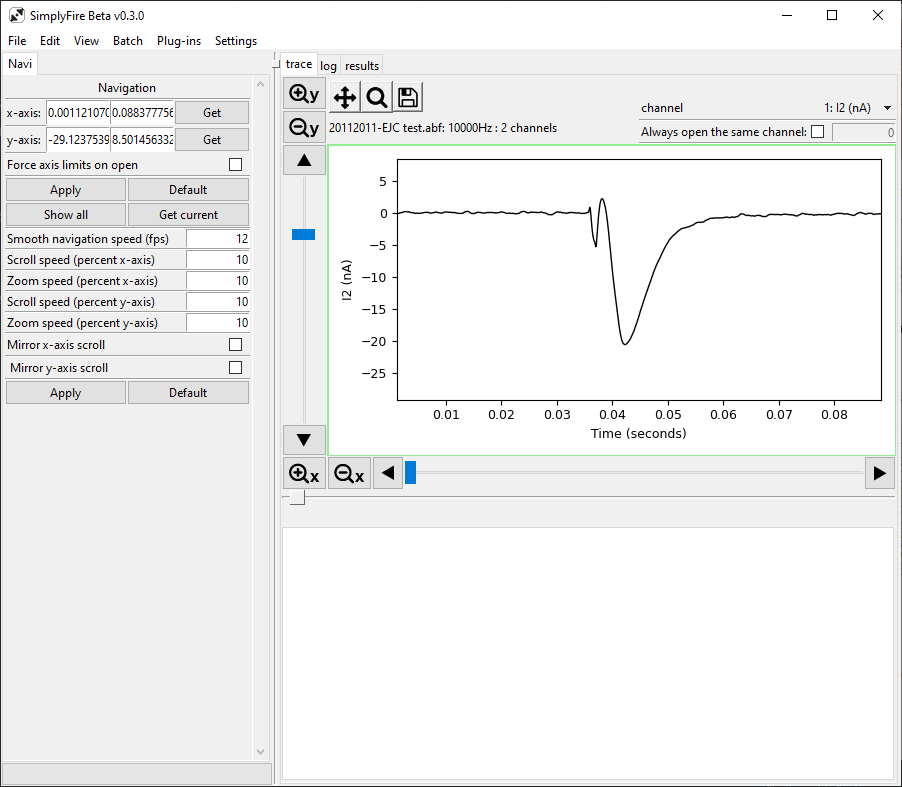 SimplyFire Beta v0.3.0
File Edit View Batch Plug-ins Settings
Navi
Navigation
x-axis: 0.001121070 0.088377756 Get
y-axis: -29.1237539 8.501456332 Get
Force axis limits on open
Apply Default
Show all Get current
Smooth navigation speed (fps) 12
Scroll speed (percent x-axis) 10
Zoom speed (percent x-axis) 10
Scroll speed (percent y-axis) 10
Zoom speed (percent y-axis) 10
Mirror x-axis scroll
Mirror y-axis scroll
Apply Default
trace log results
y
y
channel 1: I2 (nA)
20112011-EJC test.abf: 10000Hz : 2 channels
Always open the same channel: 0
I2 (nA)
5
0
−5
−10
−15
−20
−25
0.01 0.02 0.03 0.04 0.05 0.06 0.07 0.08
Time (seconds)
x x